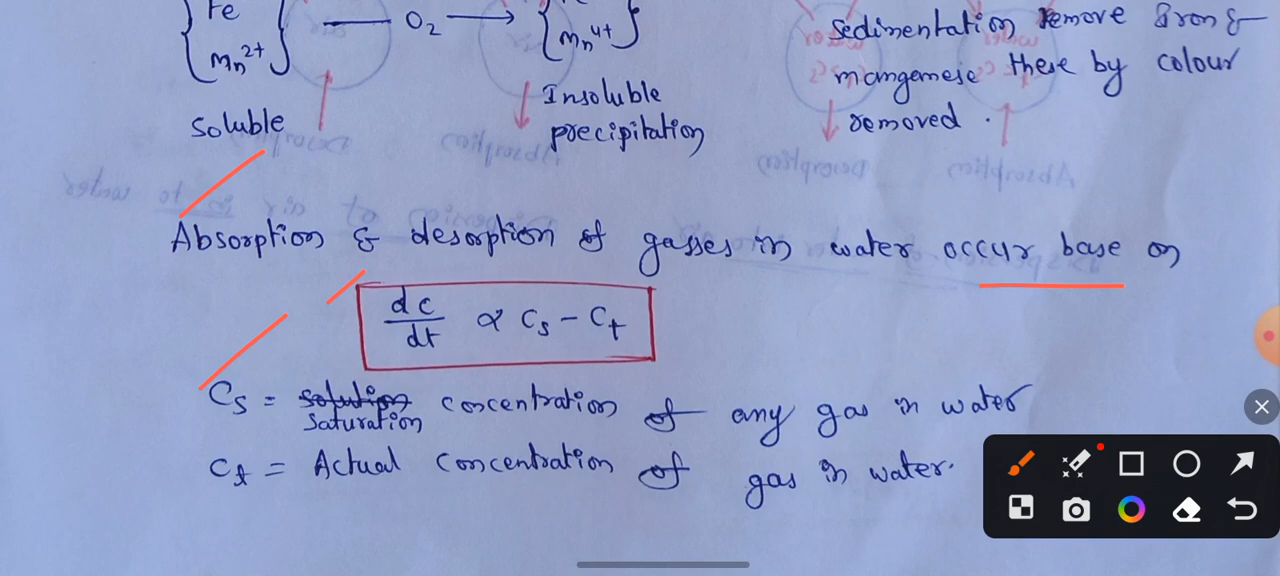 Fe
Mn2+ — O2 → Mn4+
Soluble
Insoluble
precipitation
Sedimentation Remove Iron &
mangemese these by colour
removed.
Absorption & desorption of gasses in water occur base on
dc/dt ∝ Cs - Ct
Cs = solution concentration of any gas in water
Saturation
Ct = Actual concentration of gas in water.